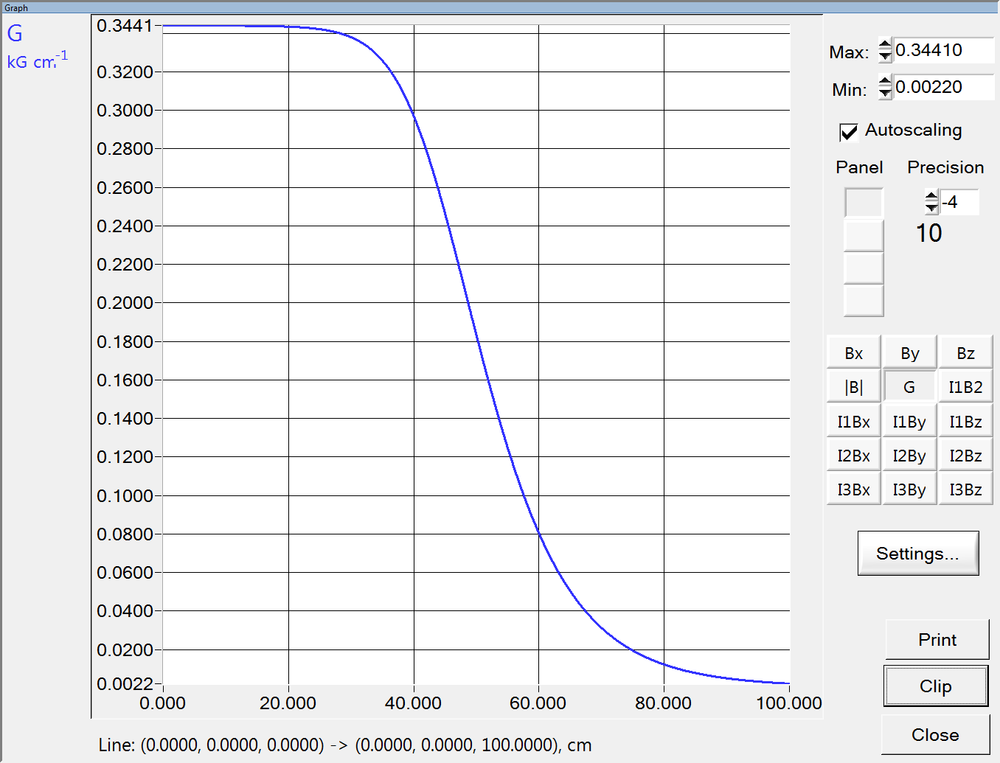 Graph
G
kG cm-1
0.3441
0.3200
0.3000
0.2800
0.2600
0.2400
0.2200
0.2000
0.1800
0.1600
0.1400
0.1200
0.1000
0.0800
0.0600
0.0400
0.0200
0.0022
0.000 20.000 40.000 60.000 80.000 100.000
Line: (0.0000, 0.0000, 0.0000) -> (0.0000, 0.0000, 100.0000), cm
Max: 0.34410
Min: 0.00220
Autoscaling
Panel Precision
-4
10
Bx By Bz
|B| G I1B2
I1Bx I1By I1Bz
I2Bx I2By I2Bz
I3Bx I3By I3Bz
Settings...
Print
Clip
Close